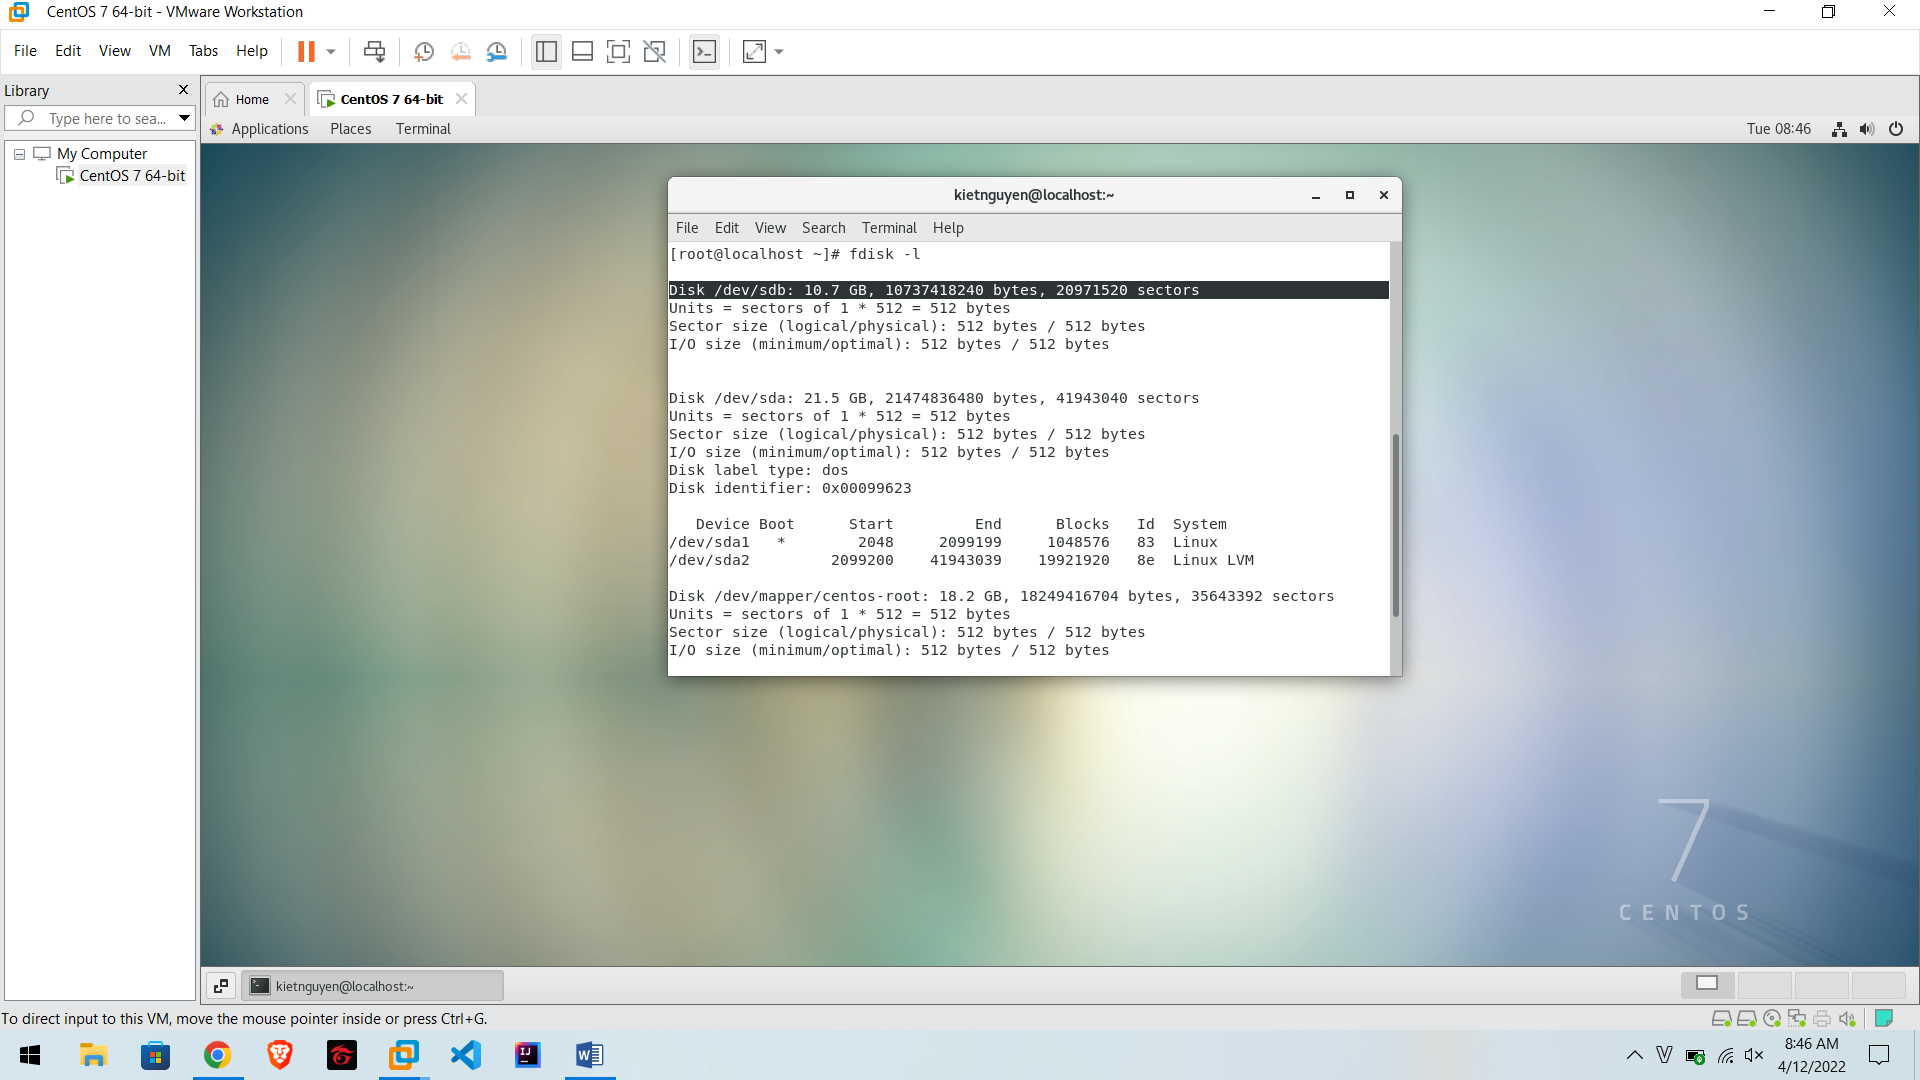 CentOS 7 64-bit - VMware Workstation
File Edit View VM Tabs Help
Library
Type here to sea...
My Computer
CentOS 7 64-bit
Home
CentOS 7 64-bit
Applications Places Terminal
Tue 08:46
kietnguyen@localhost:~
File Edit View Search Terminal Help
[root@localhost ~]# fdisk -l
Disk /dev/sdb: 10.7 GB, 10737418240 bytes, 20971520 sectors
Units = sectors of 1 * 512 = 512 bytes
Sector size (logical/physical): 512 bytes / 512 bytes
I/O size (minimum/optimal): 512 bytes / 512 bytes
Disk /dev/sda: 21.5 GB, 21474836480 bytes, 41943040 sectors
Units = sectors of 1 * 512 = 512 bytes
Sector size (logical/physical): 512 bytes / 512 bytes
I/O size (minimum/optimal): 512 bytes / 512 bytes
Disk label type: dos
Disk identifier: 0x00099623
Device Boot Start End Blocks Id System
/dev/sda1 * 2048 2099199 1048576 83 Linux
/dev/sda2 2099200 41943039 19921920 8e Linux LVM
Disk /dev/mapper/centos-root: 18.2 GB, 18249416704 bytes, 35643392 sectors
Units = sectors of 1 * 512 = 512 bytes
Sector size (logical/physical): 512 bytes / 512 bytes
I/O size (minimum/optimal): 512 bytes / 512 bytes
7
CENTOS
kietnguyen@localhost:~
To direct input to this VM, move the mouse pointer inside or press Ctrl+G.
8:46 AM
4/12/2022